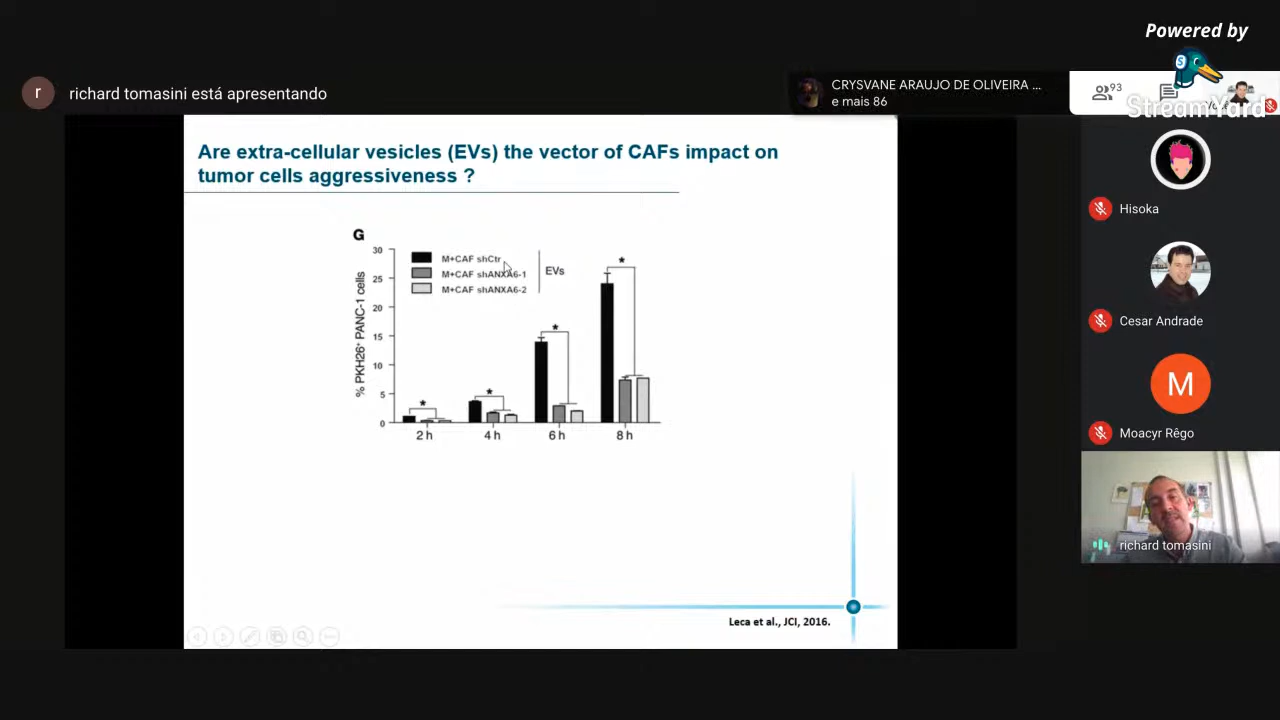 Powered by
StreamYard
r
richard tomasini está apresentando
CRYSVANE ARAUJO DE OLIVEIRA ...
e mais 86
93
Are extra-cellular vesicles (EVs) the vector of CAFs impact on
tumor cells aggressiveness ?
G
% PKH26+ PANC-1 cells
30
25
20
15
10
5
0
M+CAF shCtr
M+CAF shANXA6-1
M+CAF shANXA6-2
EVs
*
*
*
*
2 h
4 h
6 h
8 h
Leca et al., JCI, 2016.
Hisoka
Cesar Andrade
M
Moacyr Rêgo
richard tomasini